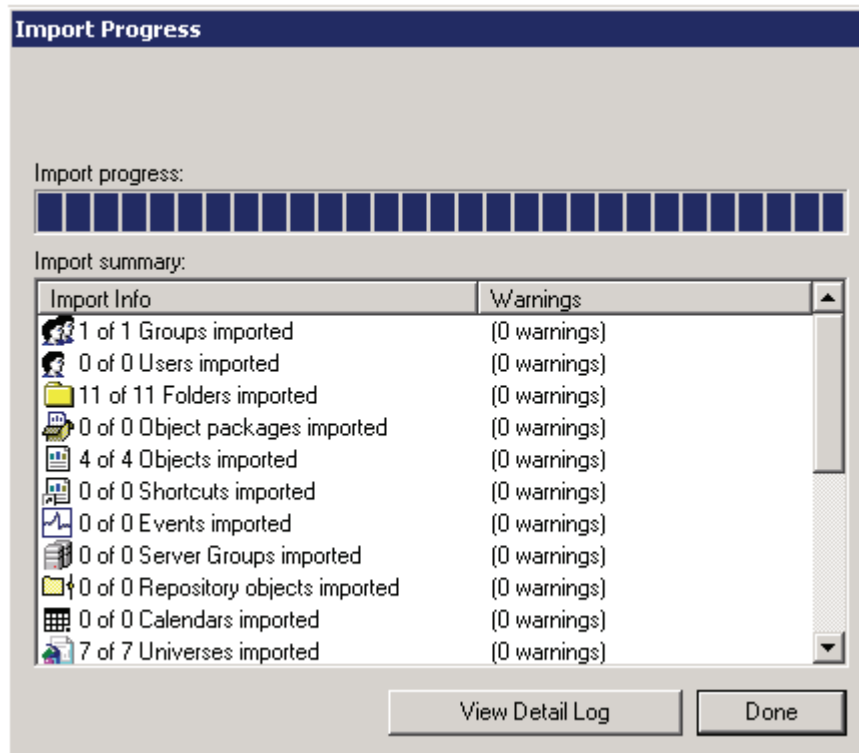 Import Progress
Import progress:
Import summary:
Import Info Warnings
1 of 1 Groups imported (0 warnings)
0 of 0 Users imported (0 warnings)
11 of 11 Folders imported (0 warnings)
0 of 0 Object packages imported (0 warnings)
4 of 4 Objects imported (0 warnings)
0 of 0 Shortcuts imported (0 warnings)
0 of 0 Events imported (0 warnings)
0 of 0 Server Groups imported (0 warnings)
0 of 0 Repository objects imported (0 warnings)
0 of 0 Calendars imported (0 warnings)
7 of 7 Universes imported (0 warnings)
View Detail Log Done